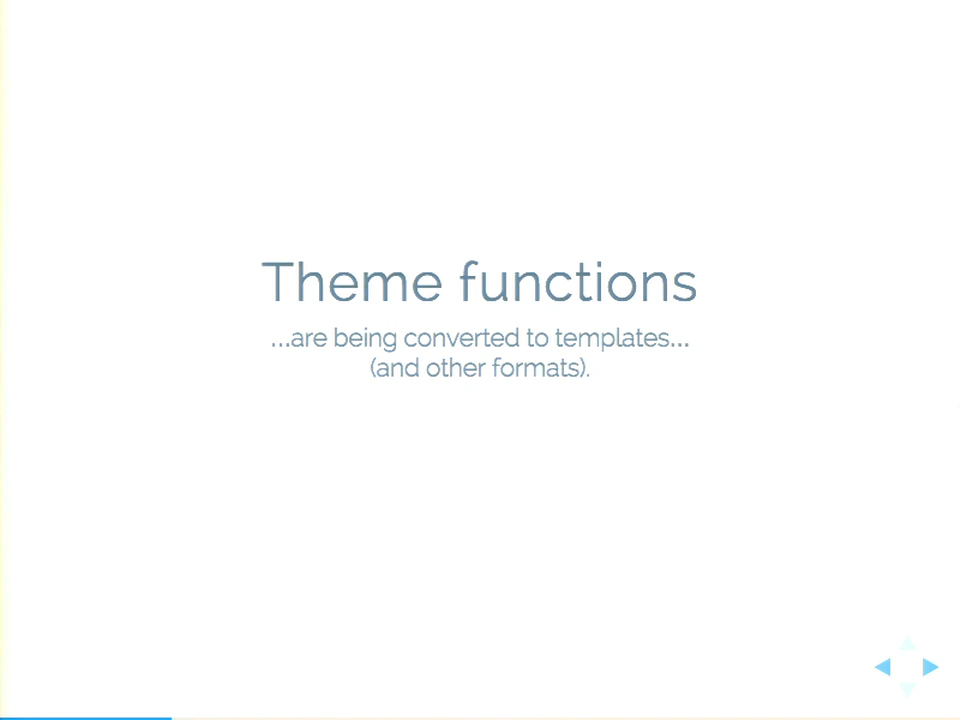 Theme functions
...are being converted to templates...
(and other formats).